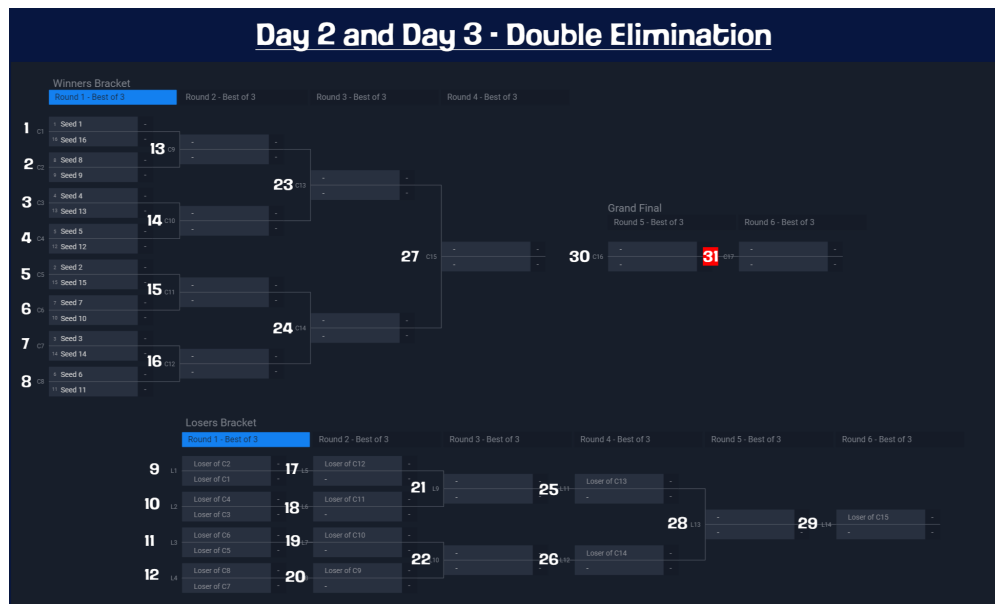 Day 2 and Day 3 - Double Elimination
Winners Bracket
Round 1 - Best of 3
Round 2 - Best of 3
Round 3 - Best of 3
Round 4 - Best of 3
1 C1
Seed 1
16 Seed 16
2 C2
8 Seed 8
9 Seed 9
3 C3
4 Seed 4
13 Seed 13
4 C4
Seed 5
12 Seed 12
5 C5
Seed 2
15 Seed 15
6 C6
7 Seed 7
10 Seed 10
7 C7
3 Seed 3
14 Seed 14
8 C8
6 Seed 6
11 Seed 11
13 C9
14 C10
15 C11
16 C12
23 C13
24 C14
27 C15
Grand Final
Round 5 - Best of 3
Round 6 - Best of 3
30 C16
31 C17
Losers Bracket
Round 1 - Best of 3
Round 2 - Best of 3
Round 3 - Best of 3
Round 4 - Best of 3
Round 5 - Best of 3
Round 6 - Best of 3
9 L1
Loser of C2
Loser of C1
10 L2
Loser of C4
Loser of C3
11 L3
Loser of C6
Loser of C5
12 L4
Loser of C8
Loser of C7
17 L5
Loser of C12
18 L6
Loser of C11
19 L7
Loser of C10
20
Loser of C9
21 L9
22
25 L11
Loser of C13
26 L12
Loser of C14
28 L13
29 L14
Loser of C15